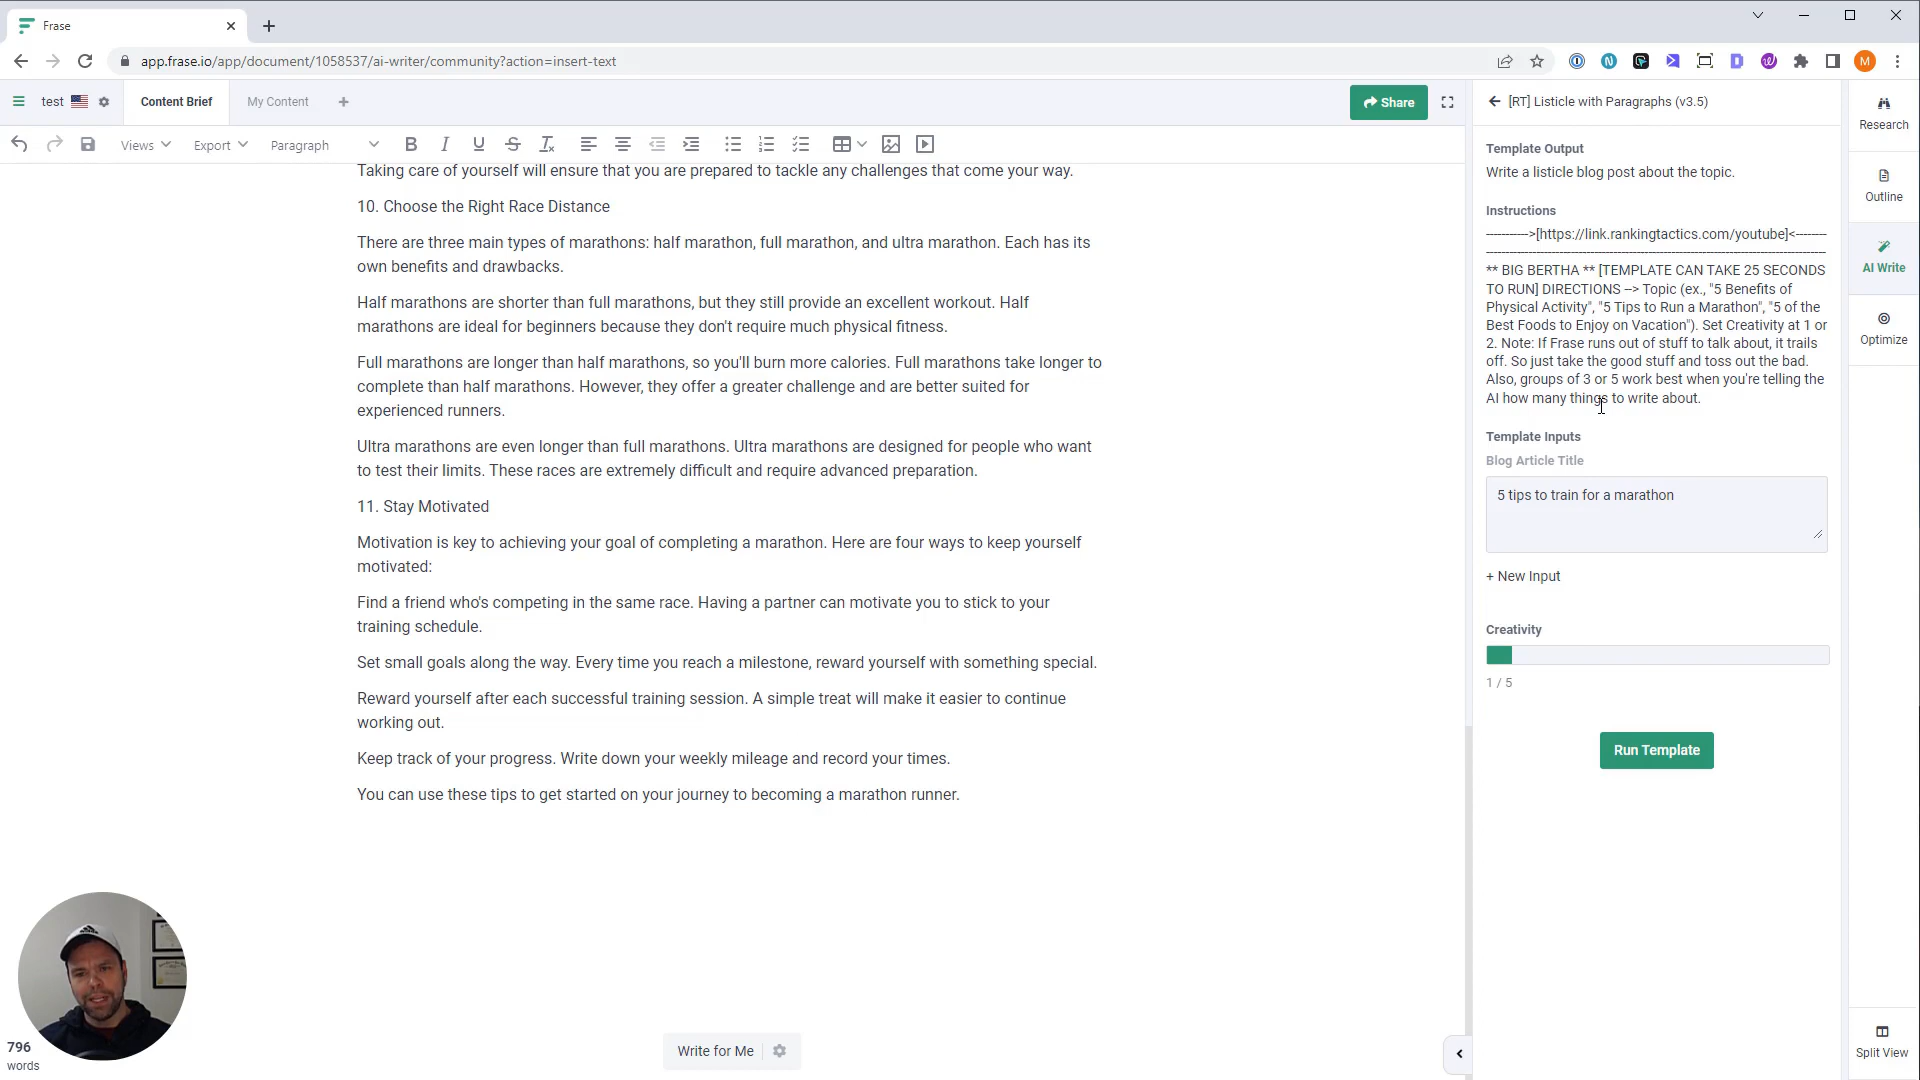 Frase
app.frase.io/app/document/1058537/ai-writer/community?action=insert-text
M
test
Content Brief
My Content
Share
Views
Export
Paragraph
Taking care of yourself will ensure that you are prepared to tackle any challenges that come your way.
10. Choose the Right Race Distance
There are three main types of marathons: half marathon, full marathon, and ultra marathon. Each has its
own benefits and drawbacks.
Half marathons are shorter than full marathons, but they still provide an excellent workout. Half
marathons are ideal for beginners because they don't require much physical fitness.
Full marathons are longer than half marathons, so you'll burn more calories. Full marathons take longer to
complete than half marathons. However, they offer a greater challenge and are better suited for
experienced runners.
Ultra marathons are even longer than full marathons. Ultra marathons are designed for people who want
to test their limits. These races are extremely difficult and require advanced preparation.
11. Stay Motivated
Motivation is key to achieving your goal of completing a marathon. Here are four ways to keep yourself
motivated:
Find a friend who's competing in the same race. Having a partner can motivate you to stick to your
training schedule.
Set small goals along the way. Every time you reach a milestone, reward yourself with something special.
Reward yourself after each successful training session. A simple treat will make it easier to continue
working out.
Keep track of your progress. Write down your weekly mileage and record your times.
You can use these tips to get started on your journey to becoming a marathon runner.
796
words
Write for Me
[RT] Listicle with Paragraphs (v3.5)
Template Output
Write a listicle blog post about the topic.
Instructions
----------->[https://link.rankingtactics.com/youtube]<--------
** BIG BERTHA ** [TEMPLATE CAN TAKE 25 SECONDS
TO RUN] DIRECTIONS --> Topic (ex., "5 Benefits of
Physical Activity", "5 Tips to Run a Marathon", "5 of the
Best Foods to Enjoy on Vacation"). Set Creativity at 1 or
2. Note: If Frase runs out of stuff to talk about, it trails
off. So just take the good stuff and toss out the bad.
Also, groups of 3 or 5 work best when you're telling the
AI how many things to write about.
Template Inputs
Blog Article Title
5 tips to train for a marathon
+ New Input
Creativity
1 / 5
Run Template
Research
Outline
AI Write
Optimize
Split View